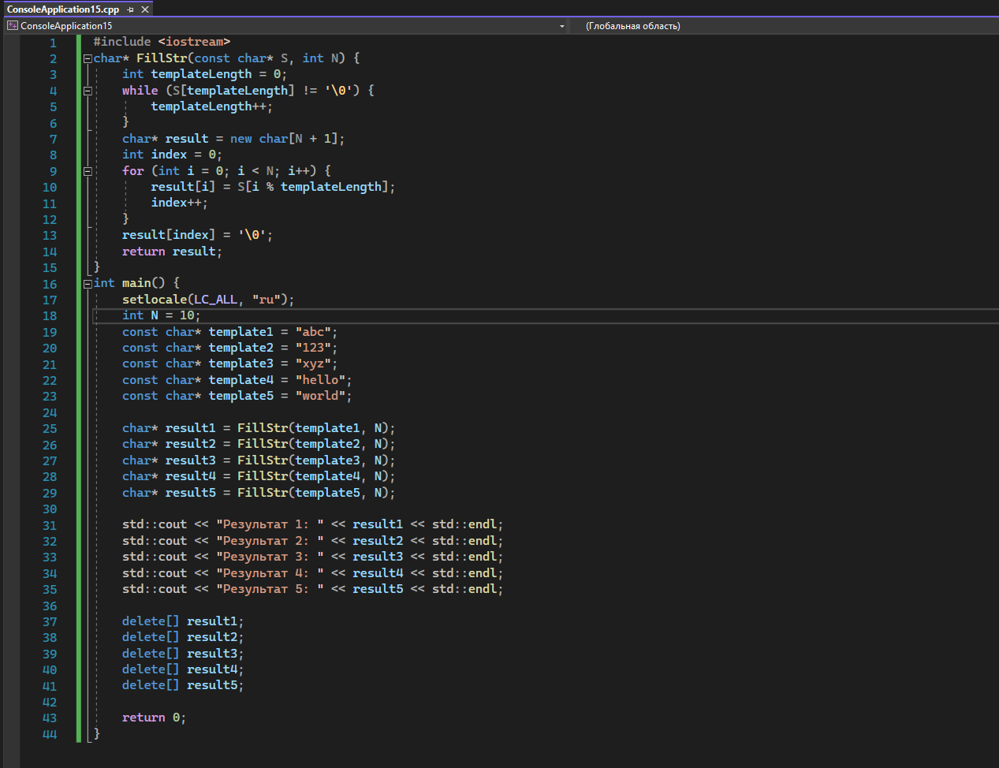 ConsoleApplication15.cpp
ConsoleApplication15 (Глобальная область)
1 #include <iostream>
2 char* FillStr(const char* S, int N) {
3 int templateLength = 0;
4 while (S[templateLength] != '\0') {
5 templateLength++;
6 }
7 char* result = new char[N + 1];
8 int index = 0;
9 for (int i = 0; i < N; i++) {
10 result[i] = S[i % templateLength];
11 index++;
12 }
13 result[index] = '\0';
14 return result;
15 }
16 int main() {
17 setlocale(LC_ALL, "ru");
18 int N = 10;
19 const char* template1 = "abc";
20 const char* template2 = "123";
21 const char* template3 = "xyz";
22 const char* template4 = "hello";
23 const char* template5 = "world";
24
25 char* result1 = FillStr(template1, N);
26 char* result2 = FillStr(template2, N);
27 char* result3 = FillStr(template3, N);
28 char* result4 = FillStr(template4, N);
29 char* result5 = FillStr(template5, N);
30
31 std::cout << "Результат 1: " << result1 << std::endl;
32 std::cout << "Результат 2: " << result2 << std::endl;
33 std::cout << "Результат 3: " << result3 << std::endl;
34 std::cout << "Результат 4: " << result4 << std::endl;
35 std::cout << "Результат 5: " << result5 << std::endl;
36
37 delete[] result1;
38 delete[] result2;
39 delete[] result3;
40 delete[] result4;
41 delete[] result5;
42
43 return 0;
44 }